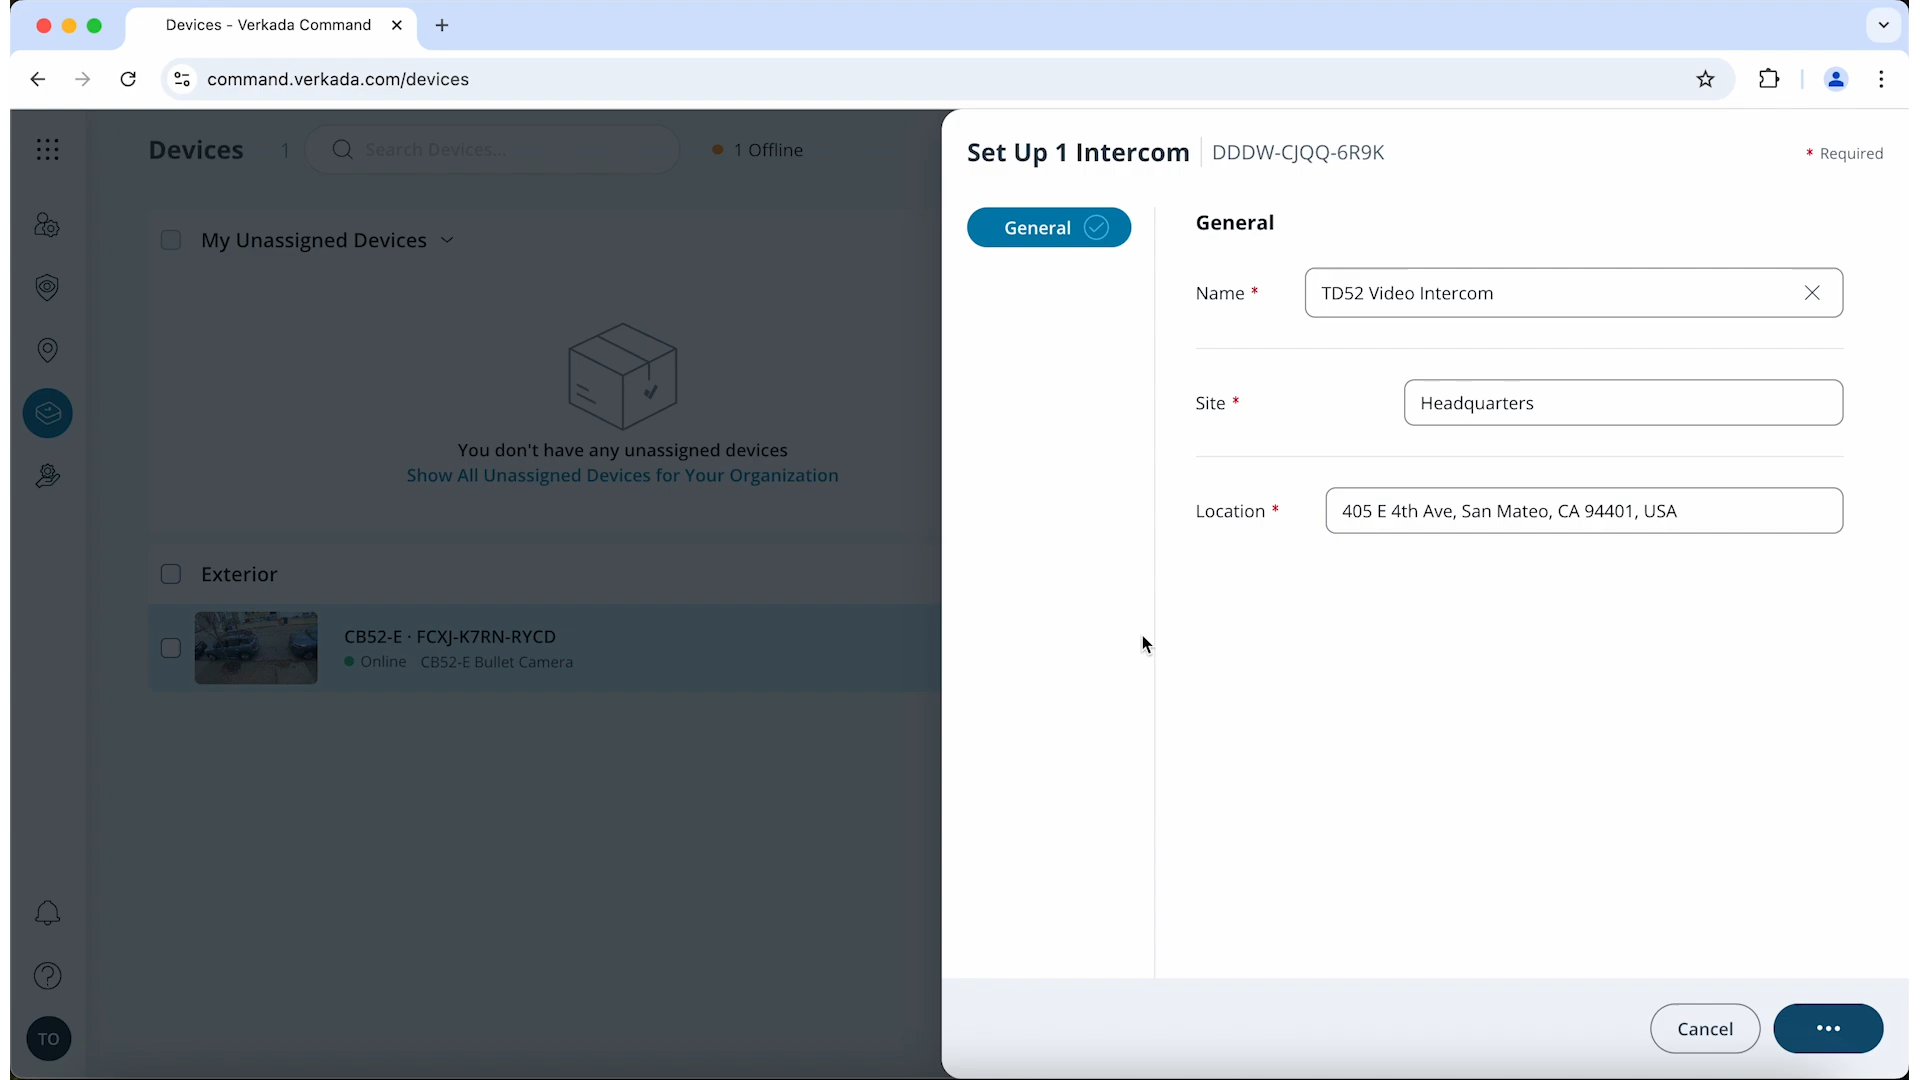 Devices - Verkada Command
command.verkada.com/devices
Devices 1
Search Devices...
1 Offline
My Unassigned Devices
You don't have any unassigned devices
Show All Unassigned Devices for Your Organization
Exterior
CB52-E · FCXJ-K7RN-RYCD
Online CB52-E Bullet Camera
TO
Set Up 1 Intercom DDDW-CJQQ-6R9K
* Required
General
General
Name *
TD52 Video Intercom
Site *
Headquarters
Location *
405 E 4th Ave, San Mateo, CA 94401, USA
Cancel